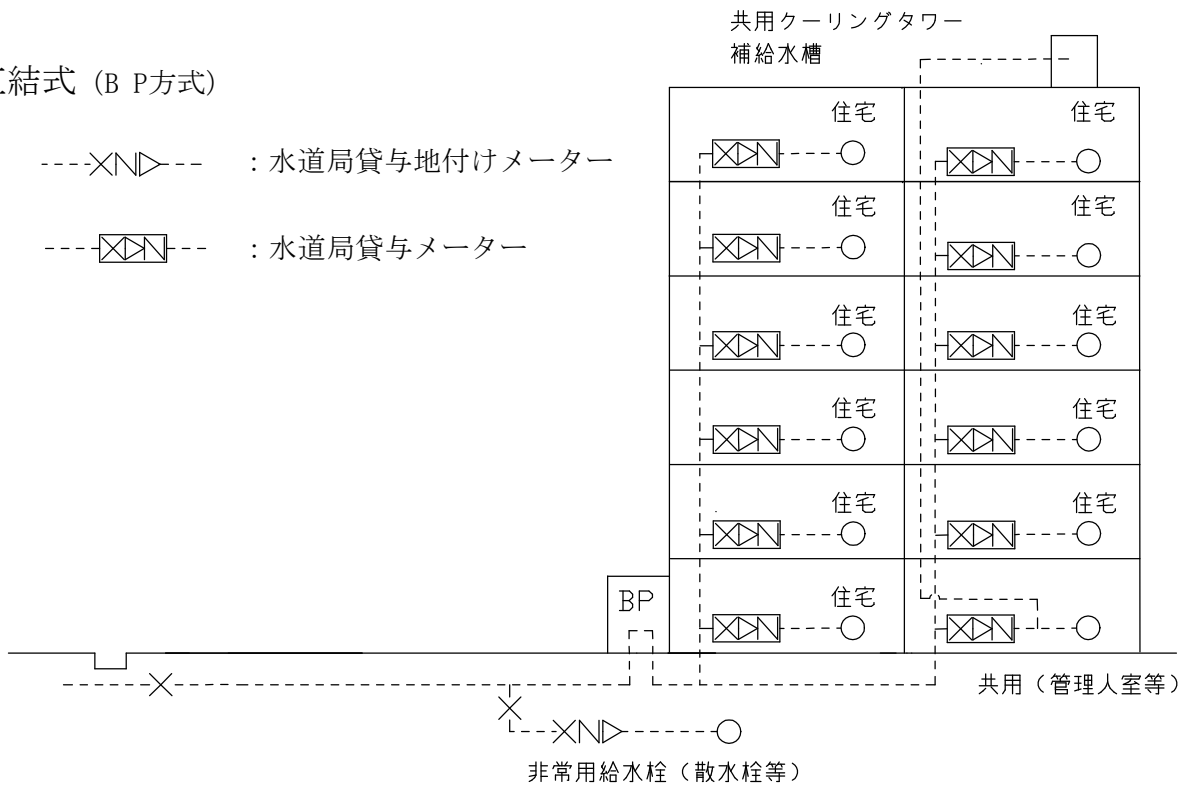 共用クーリングタワー
補給水槽
結式（ＢＰ方式）
：水道局貸与地付けメーター
：水道局貸与メーター
住宅 住宅
住宅 住宅
住宅 住宅
住宅 住宅
住宅 住宅
BP 住宅
共用（管理人室等）
非常用給水栓（散水栓等）